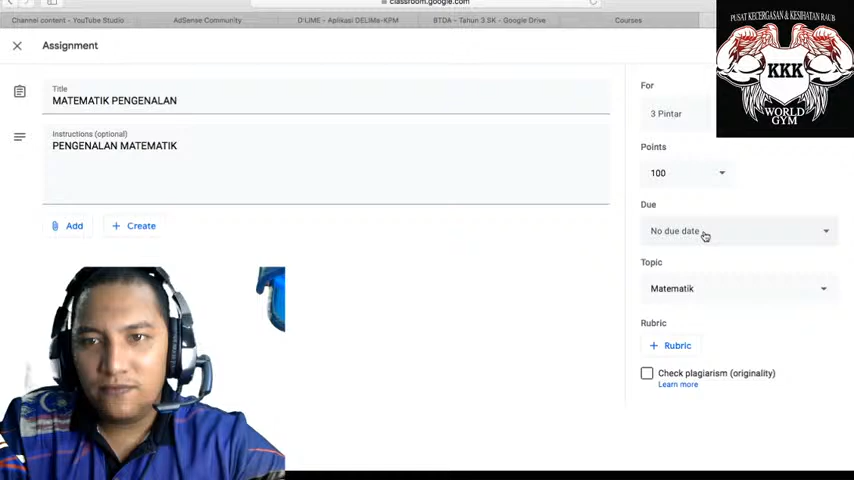 classroom.google.com
Channel content - YouTube Studio
AdSense Community
D'LIME - Aplikasi DELIMa-KPM
BTDA - Tahun 3 SK - Google Drive
Courses
Assignment
Title
MATEMATIK PENGENALAN
Instructions (optional)
PENGENALAN MATEMATIK
Add
+ Create
For
3 Pintar
Points
100
Due
No due date
Topic
Matematik
Rubric
+ Rubric
Check plagiarism (originality)
Learn more
PUSAT KECERGASAN & KESIHATAN RAUB
KKK
WORLD
GYM